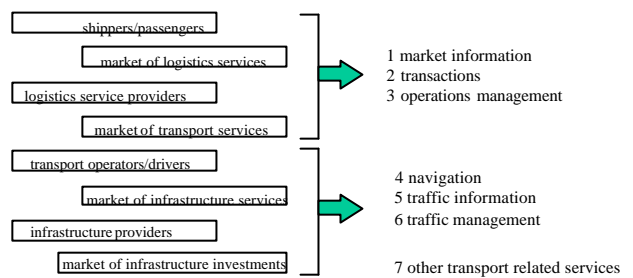 shippers/passengers
market of logistics services
logistics service providers
market of transport services
transport operators/drivers
market of infrastructure services
infrastructure providers
market of infrastructure investments
1 market information
2 transactions
3 operations management
4 navigation
5 traffic information
6 traffic management
7 other transport related services